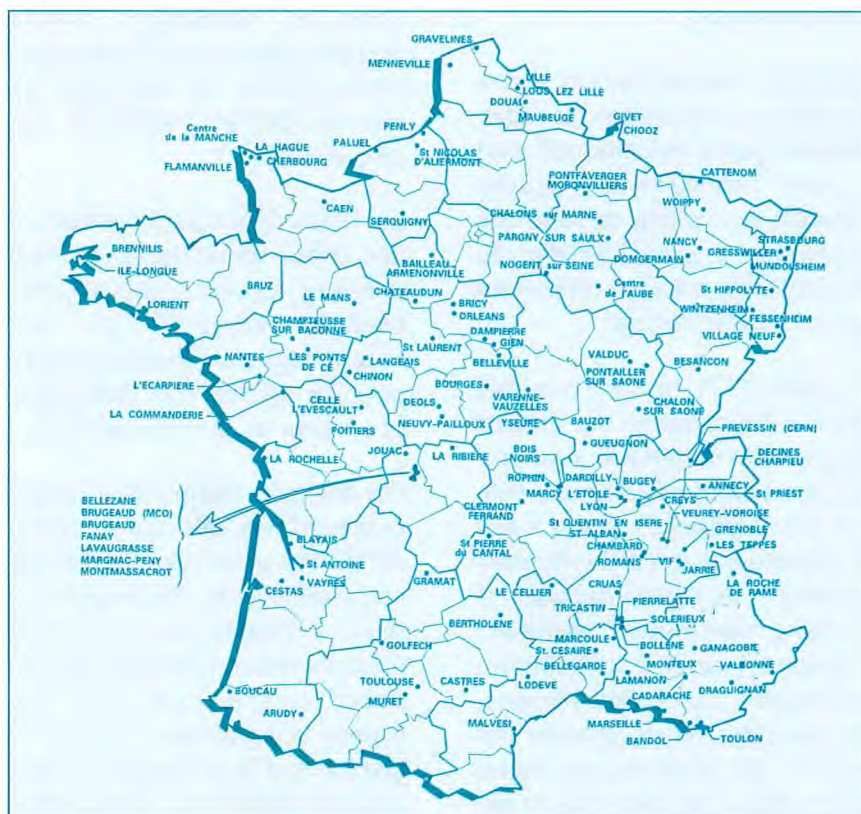 GRAVELINES
MENNEVILLE
LILLE
LOOS LEZ LILLE
DOUAI
MAUBEUGE
GIVET
CHOOZ
Centre
de la MANCHE
LA HAGUE
CHERBOURG
FLAMANVILLE
PALUEL
PENLY
St NICOLAS
D'ALIERMONT
CATTENOM
PONTFAVERGER
MORONVILLIERS
WOIPPY
CAEN
SERQUIGNY
CHALONS sur MARNE
PARGNY SUR SAULX
NANCY
GRESSWILLER
STRASBOURG
MUNDOLSHEIM
BRENNILIS
ILE-LONGUE
BAILLEAU
ARMENONVILLE
NOGENT sur SEINE
DOMGERMAIN
Centre
de l'AUBE
St HIPPOLYTE
LORIENT
BRUZ
LE MANS
CHATEAUDUN
BRICY
ORLEANS
WINTZENHEIM
FESSENHEIM
VILLAGE NEUF
CHAMPTEUSSE
SUR BACONNE
DAMPIERRE
GIEN
St LAURENT
BELLEVILLE
VALDUC
PONTAILLER
SUR SAONE
BESANCON
NANTES
LES PONTS
DE CÉ
LANGEAIS
CHINON
L'ECARPIERE
LA COMMANDERIE
CELLE
L'EVESCAULT
DEOLS
BOURGES
VARENNE-
VAUZELLES
CHALON
SUR SAONE
POITIERS
NEUVY-PAILLOUX
YSEURE
BAUZOT
GUEUGNON
PREVESSIN (CERN)
LA ROCHELLE
JOUAC
LA RIBIERE
BOIS
NOIRS
DECINES
CHARPIEU
ROPHIN
DARDILLY
BUGEY
ANNECY
MARCY
L'ETOILE
LYON
CREYS
St PRIEST
BELLEZANE
BRUGEAUD (MCO)
BRUGEAUD
FANAY
LAVAUGRASSE
MARGNAC-PENY
MONTMASSACROT
CLERMONT
FERRAND
VEUREY-VOROISE
St QUENTIN EN ISERE
GRENOBLE
ST ALBAN
BLAYAIS
St PIERRE
du CANTAL
CHAMBARD
LES TEPPES
ROMANS
VIF
JARRIE
St ANTOINE
VAYRES
CESTAS
GRAMAT
LE CELLIER
CRUAS
LA ROCHE
DE RAME
TRICASTIN
PIERRELATTE
BERTHOLENE
SOLERIEUX
GOLFECH
MARCOULE
BOLLENE
GANAGOBIE
St. CESAIRE
MONTEUX
VALBONNE
BELLEGARDE
LAMANON
BOUCAU
TOULOUSE
CASTRES
LODEVE
DRAGUIGNAN
MURET
CADARACHE
ARUDY
MALVESI
MARSEILLE
TOULON
BANDOL